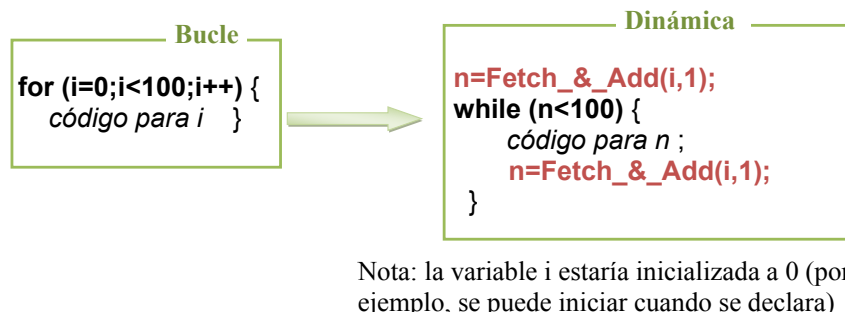 Bucle
for (i=0;i<100;i++) {
código para i }
Dinámica
n=Fetch_&_Add(i,1);
while (n<100) {
código para n ;
n=Fetch_&_Add(i,1);
}
Nota: la variable i estaría inicializada a 0 (por
ejemplo, se puede iniciar cuando se declara)